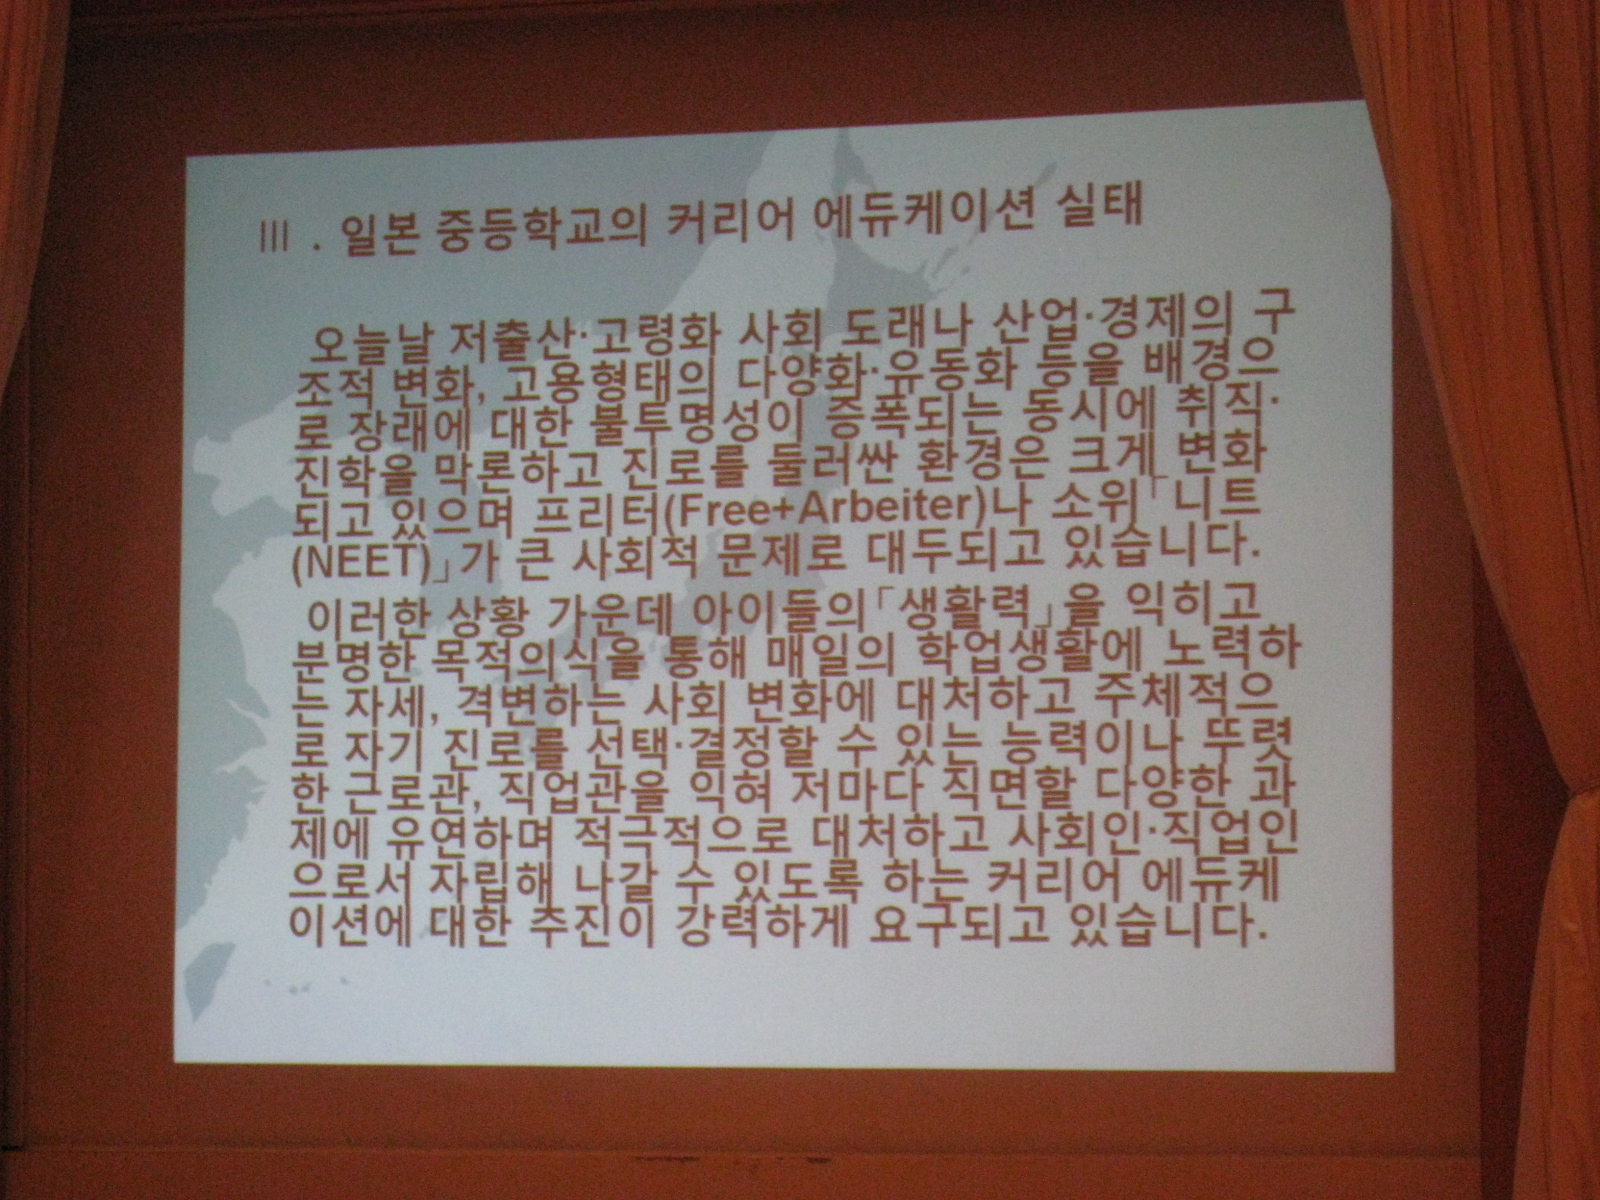 Ⅲ. 일본 중등학교의 커리어 에듀케이션 실태
오늘날 저출산·고령화 사회 도래나 산업·경제의 구
조적 변화, 고용형태의 다양화·유동화 등을 배경으
로 장래에 대한 불투명성이 증폭되는 동시에 취직·
진학을 막론하고 진로를 둘러싼 환경은 크게 변화
되고 있으며 프리터(Free+Arbeiter)나 소위「니트
(NEET)」가 큰 사회적 문제로 대두되고 있습니다.
이러한 상황 가운데 아이들의「생활력」을 익히고
분명한 목적의식을 통해 매일의 학업생활에 노력하
는 자세, 격변하는 사회 변화에 대처하고 주체적으
로 자기 진로를 선택·결정할 수 있는 능력이나 뚜렷
한 근로관, 직업관을 익혀 저마다 직면할 다양한 과
제에 유연하며 적극적으로 대처하고 사회인·직업인
으로서 자립해 나갈 수 있도록 하는 커리어 에듀케
이션에 대한 추진이 강력하게 요구되고 있습니다.